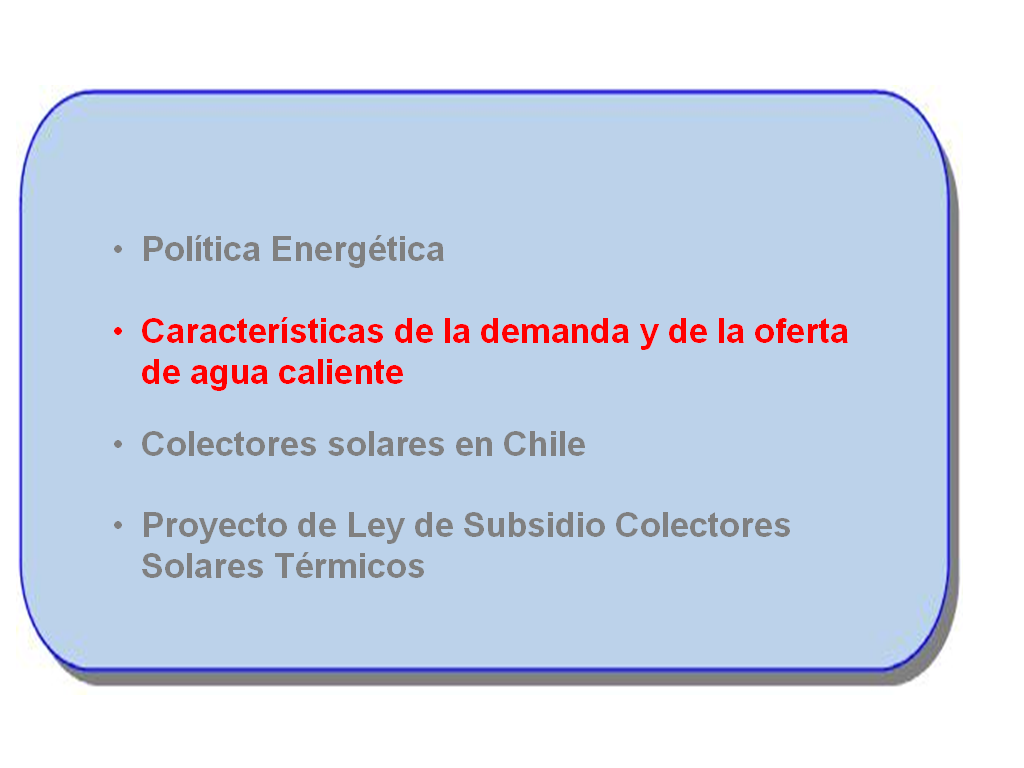 • Política Energética
• Características de la demanda y de la oferta
de agua caliente
• Colectores solares en Chile
• Proyecto de Ley de Subsidio Colectores
Solares Térmicos